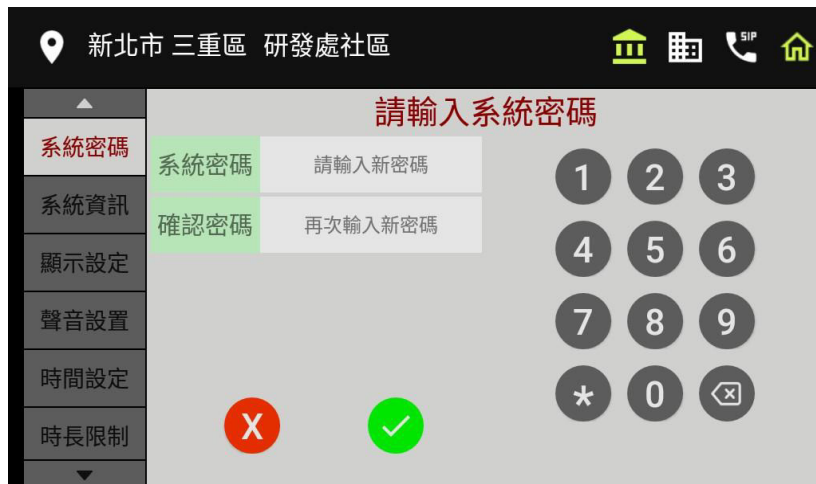 新北市 三重區 研發處社區
SIP
請輸入系統密碼
系統密碼
系統資訊
顯示設定
聲音設置
時間設定
時長限制
系統密碼 請輸入新密碼
確認密碼 再次輸入新密碼
1 2 3
4 5 6
7 8 9
* 0
X